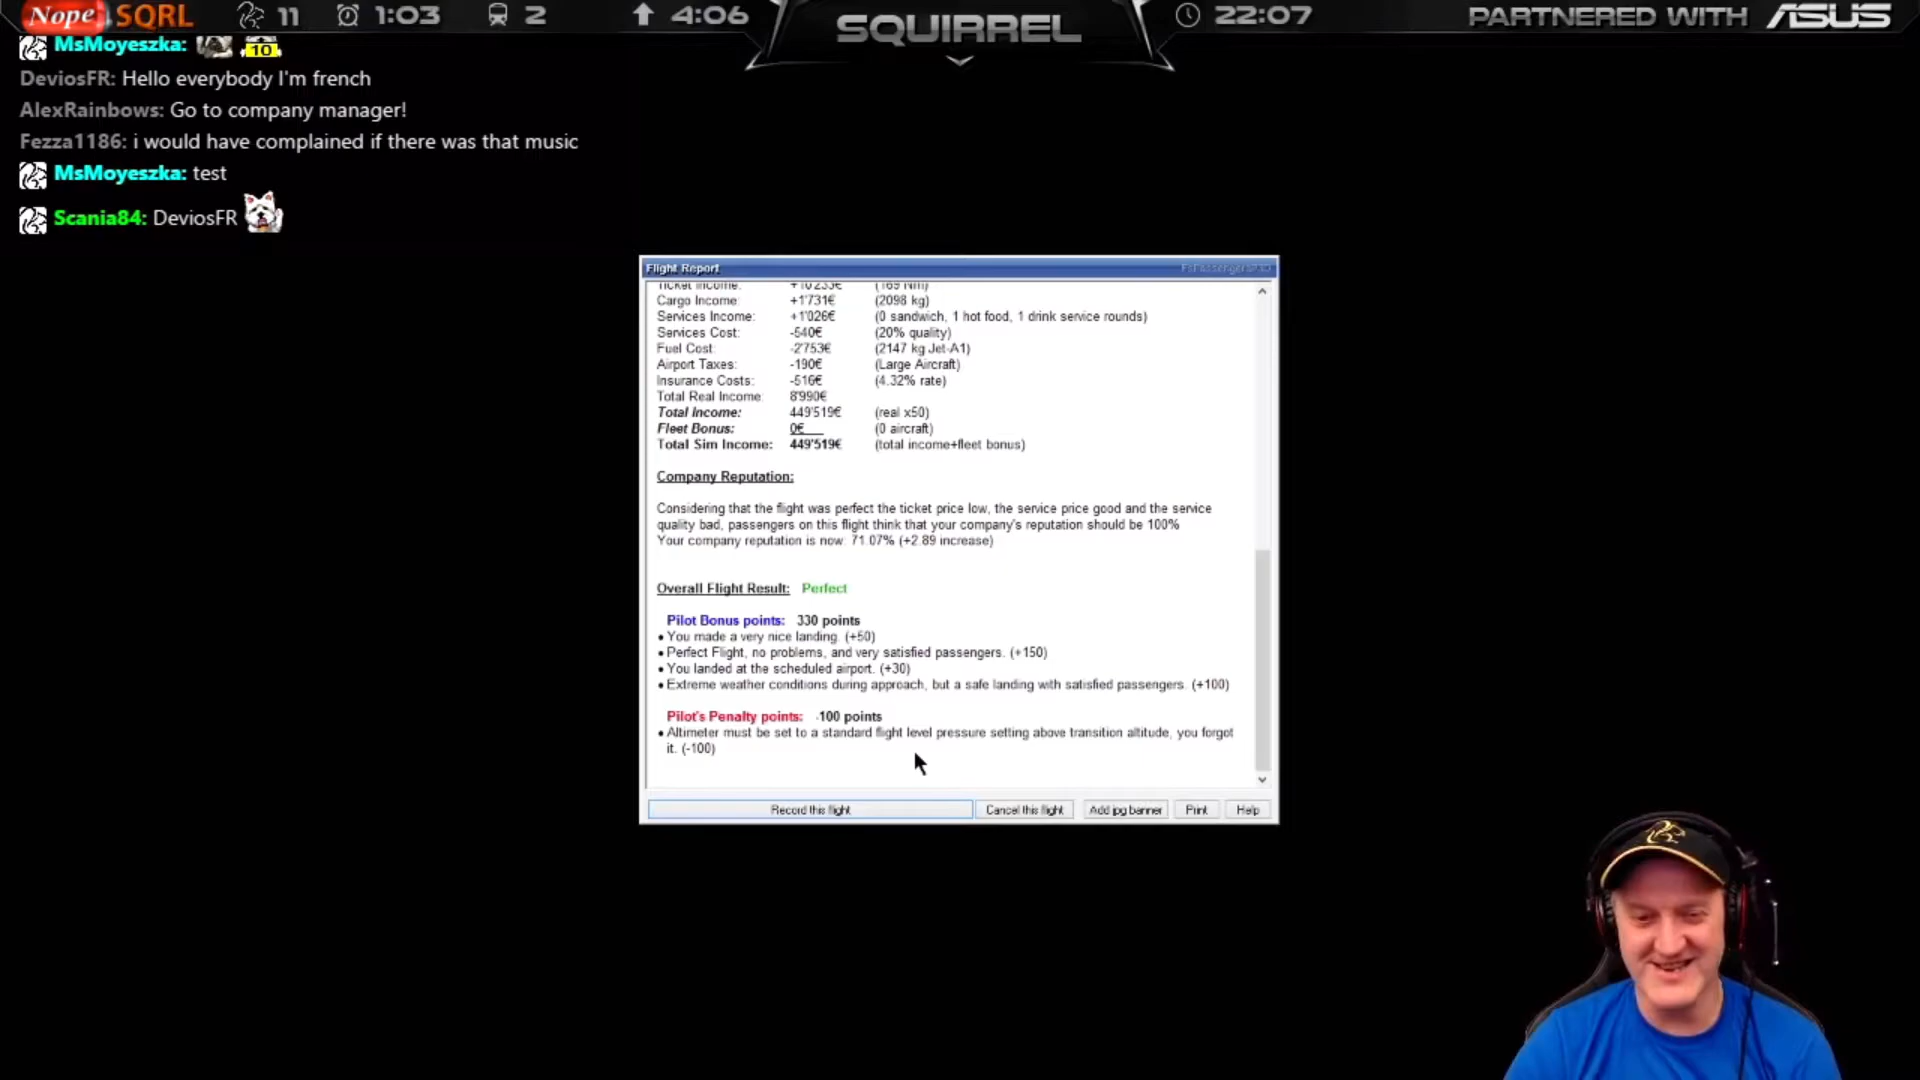 Nope SQRL 11 1:03 2 4:06 SQUIRREL 22:07 PARTNERED WITH ASUS
MsMoyeszka: 10
DeviosFR: Hello everybody I'm french
AlexRainbows: Go to company manager!
Fezza1186: i would have complained if there was that music
MsMoyeszka: test
Scania84: DeviosFR
Flight Report
Ticket Income: +10'233€ (169 Nm)
Cargo Income: +1'731€ (2098 kg)
Services Income: +1'026€ (0 sandwich, 1 hot food, 1 drink service rounds)
Services Cost: -540€ (20% quality)
Fuel Cost: -2'753€ (2147 kg Jet-A1)
Airport Taxes: -190€ (Large Aircraft)
Insurance Costs: -516€ (4.32% rate)
Total Real Income: 8'990€
Total Income: 449'519€ (real x50)
Fleet Bonus: 0€ (0 aircraft)
Total Sim Income: 449'519€ (total income+fleet bonus)
Company Reputation:
Considering that the flight was perfect the ticket price low, the service price good and the service
quality bad, passengers on this flight think that your company's reputation should be 100%
Your company reputation is now: 71.07% (+2.89 increase)
Overall Flight Result: Perfect
Pilot Bonus points: 330 points
• You made a very nice landing. (+50)
• Perfect Flight, no problems, and very satisfied passengers. (+150)
• You landed at the scheduled airport. (+30)
• Extreme weather conditions during approach, but a safe landing with satisfied passengers. (+100)
Pilot's Penalty points: -100 points
• Altimeter must be set to a standard flight level pressure setting above transition altitude, you forgot
it. (-100)
Record this flight Cancel this flight Add jpg banner Print Help